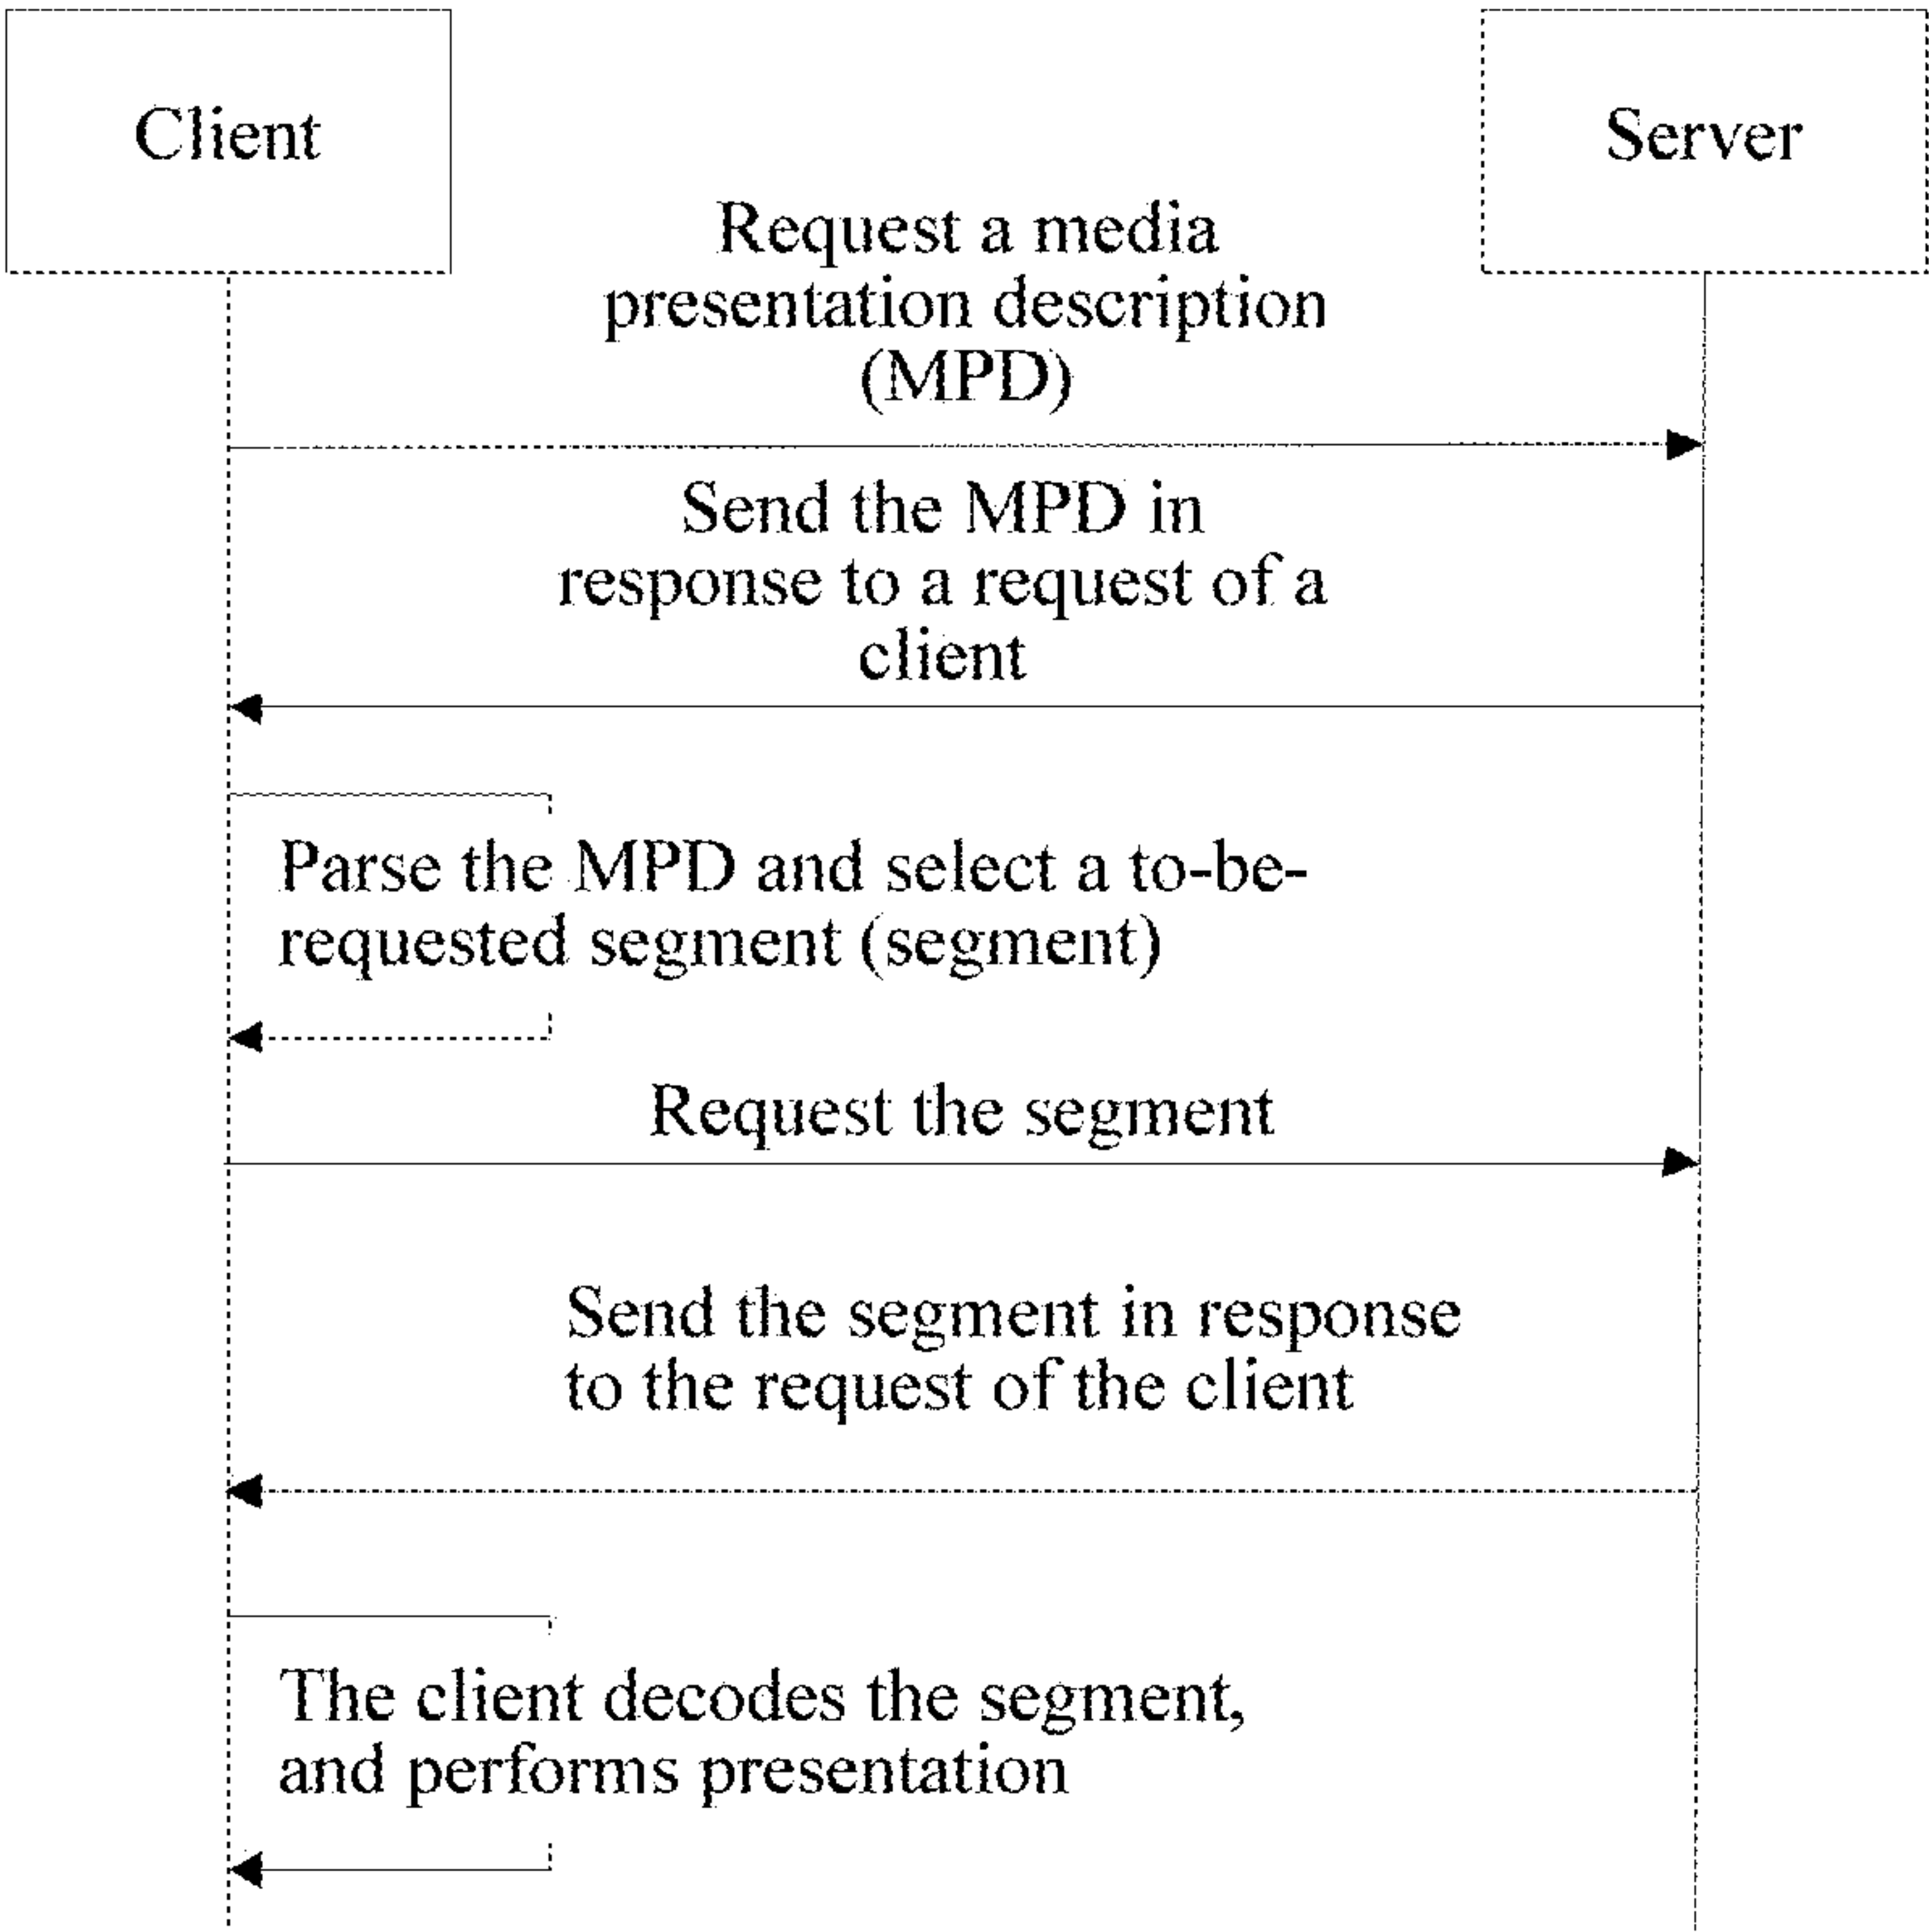 Client
Server
Request a media
presentation description
(MPD)
Send the MPD in
response to a request of a
client
Parse the MPD and select a to-be-
requested segment (segment)
Request the segment
Send the segment in response
to the request of the client
The client decodes the segment,
and performs presentation